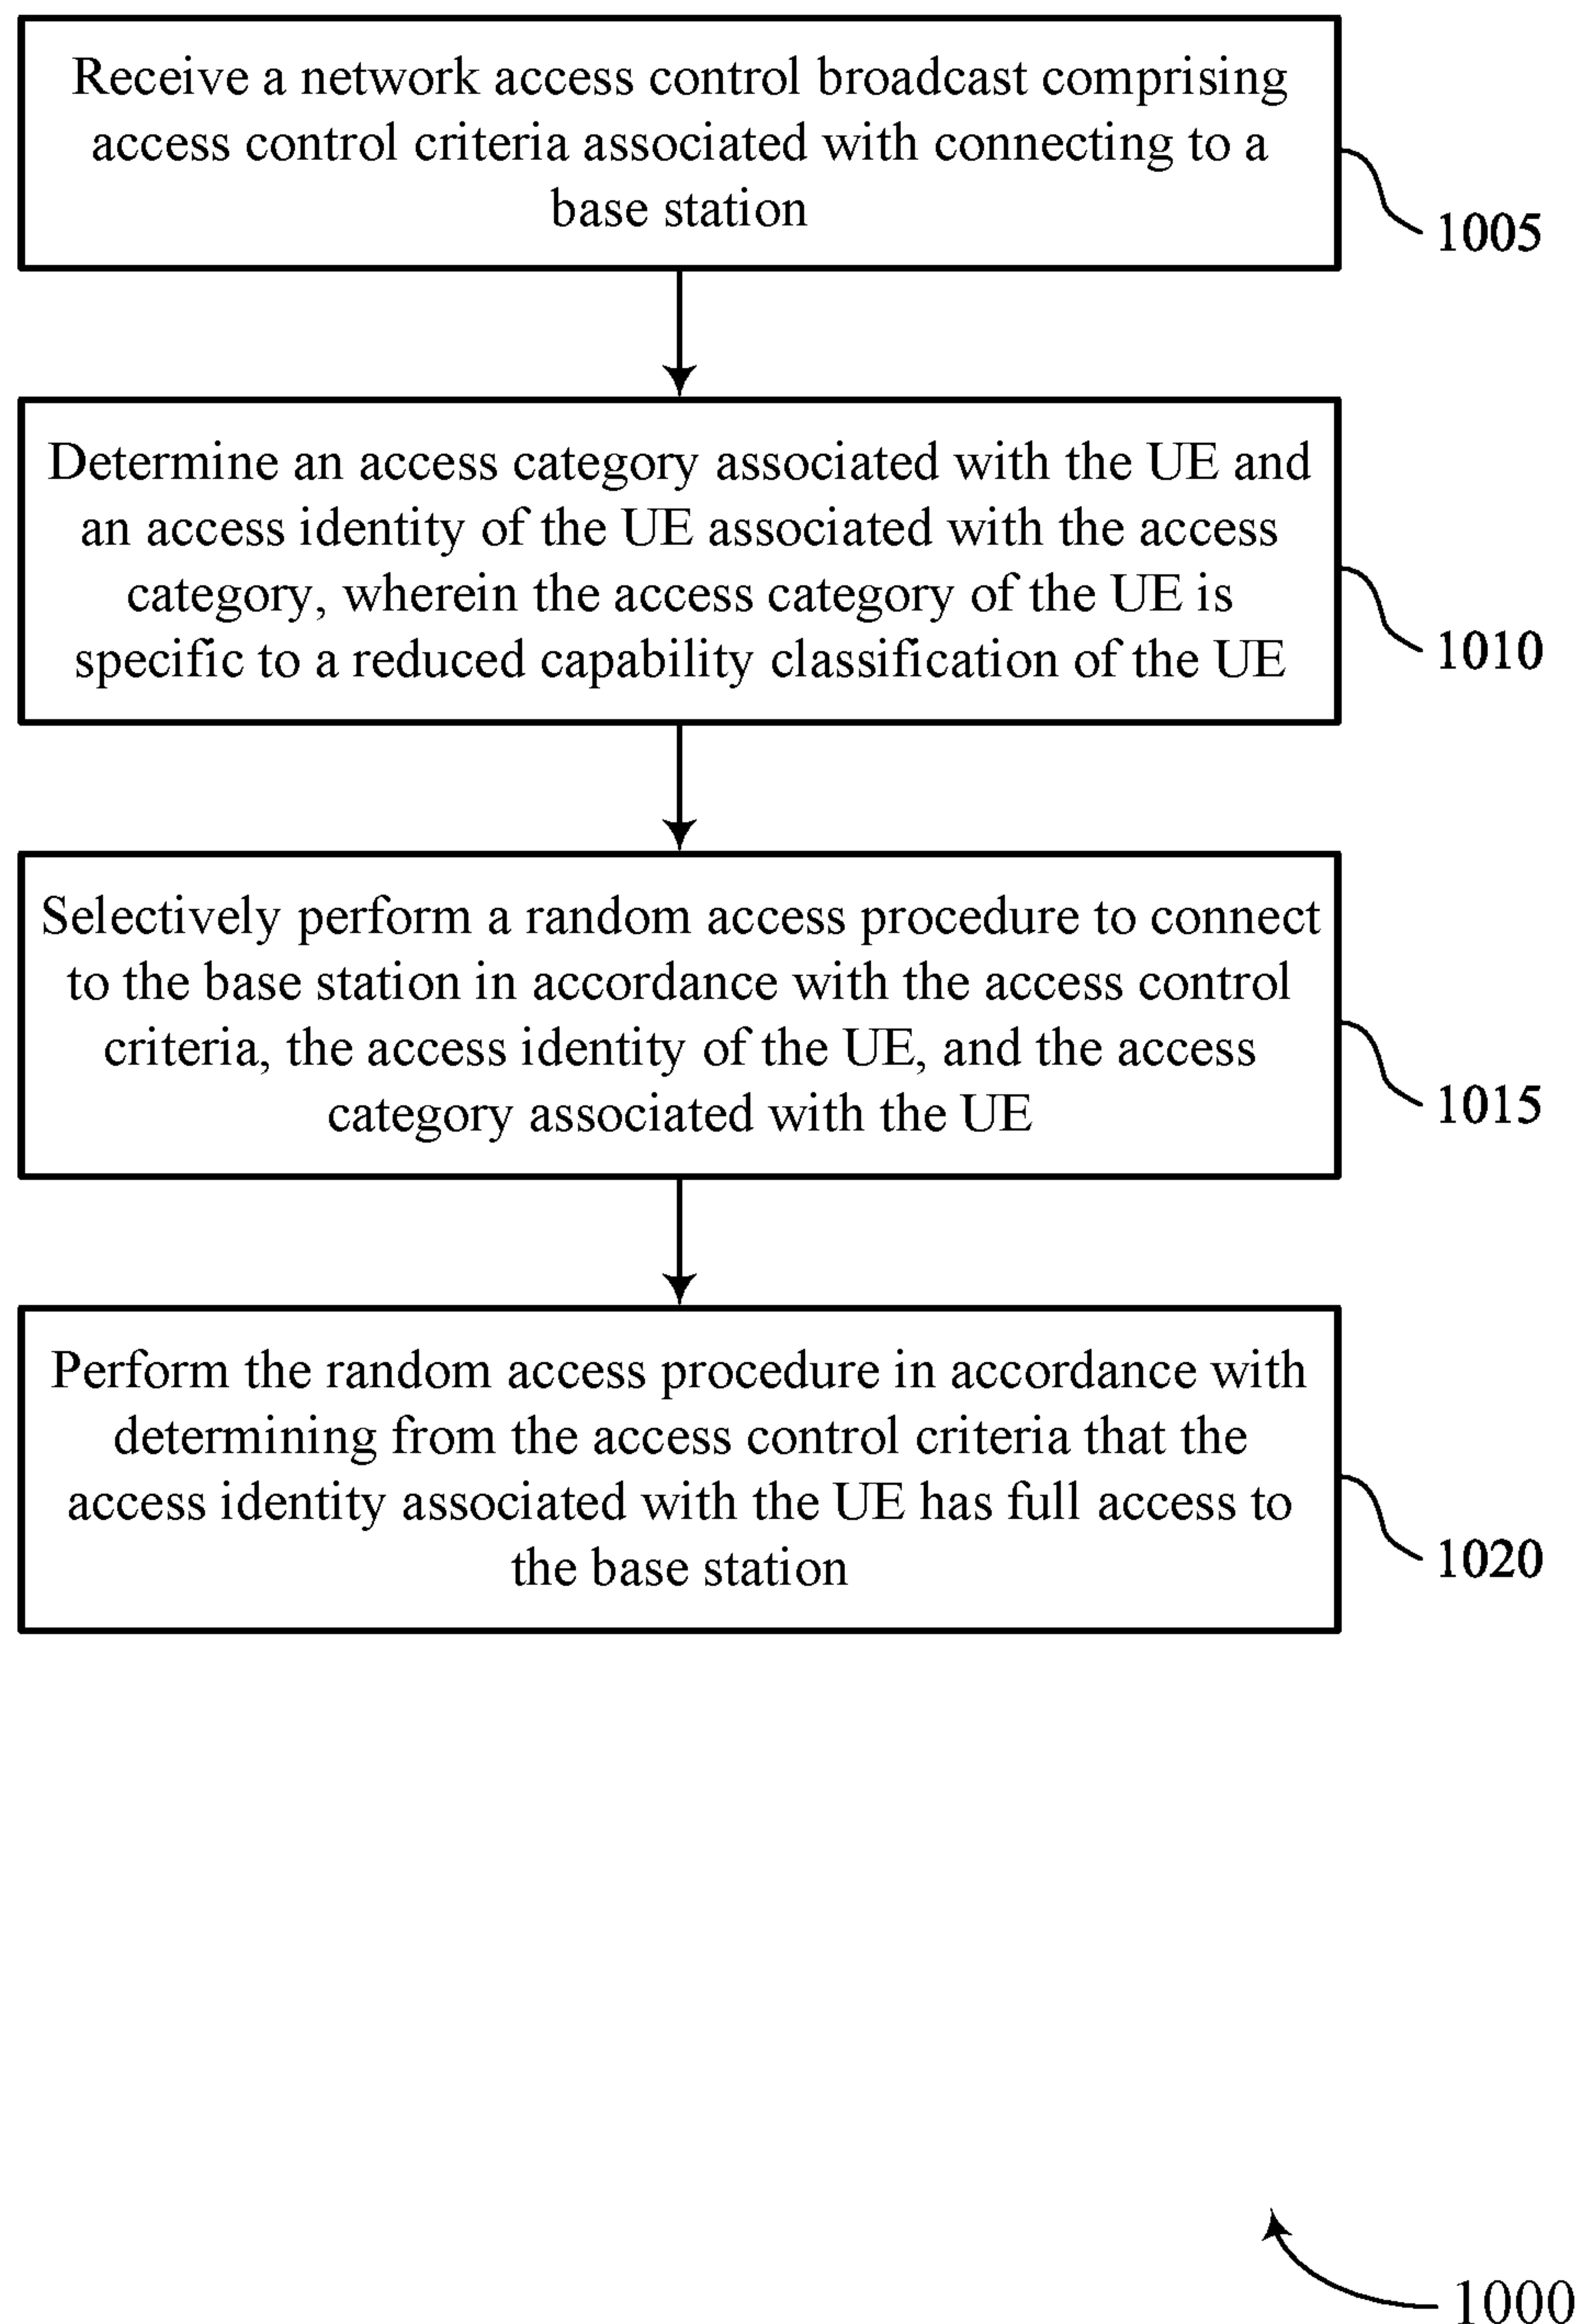 Receive a network access control broadcast comprising
access control criteria associated with connecting to a
base station
1005
Determine an access category associated with the UE and
an access identity of the UE associated with the access
category, wherein the access category of the UE is
specific to a reduced capability classification of the UE
1010
Selectively perform a random access procedure to connect
to the base station in accordance with the access control
criteria, the access identity of the UE, and the access
category associated with the UE
1015
Perform the random access procedure in accordance with
determining from the access control criteria that the
access identity associated with the UE has full access to
the base station
1020
1000